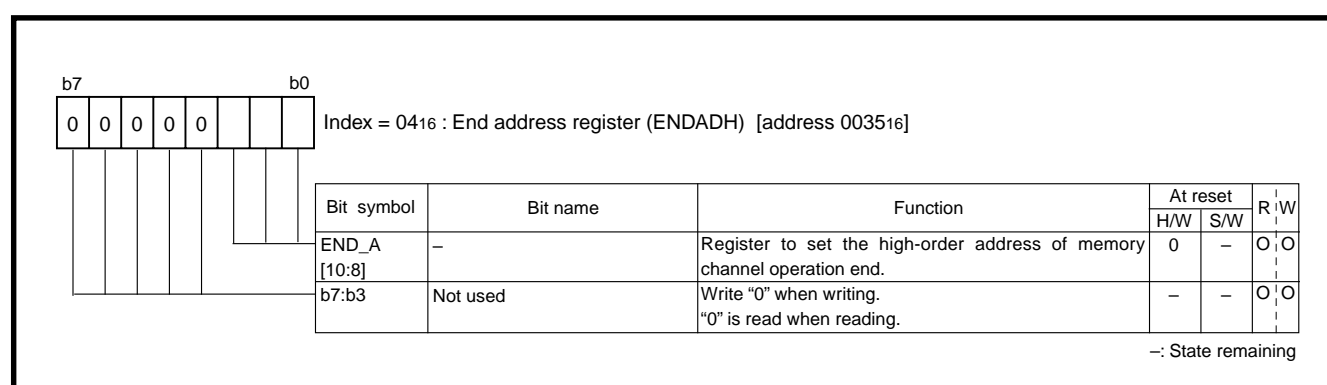 b7 b0
0 0 0 0 0 Index = 0416 : End address register (ENDADH) [address 003516]
Bit symbol Bit name Function At reset R W
H/W S/W
END_A – Register to set the high-order address of memory 0 – O O
[10:8] channel operation end.
b7:b3 Not used Write “0” when writing. – – O O
“0” is read when reading.
–: State remaining